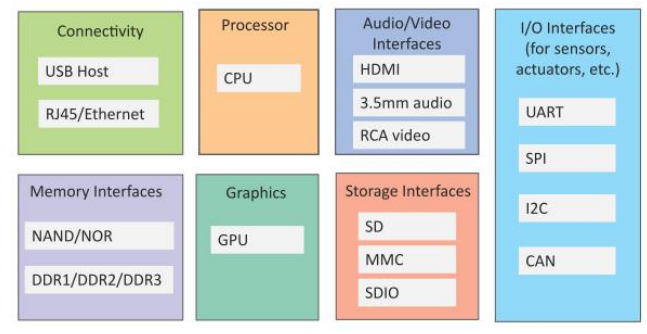 Connectivity
USB Host
RJ45/Ethernet
Processor
CPU
Audio/Video
Interfaces
HDMI
3.5mm audio
RCA video
I/O Interfaces
(for sensors,
actuators, etc.)
UART
SPI
I2C
CAN
Memory Interfaces
NAND/NOR
DDR1/DDR2/DDR3
Graphics
GPU
Storage Interfaces
SD
MMC
SDIO